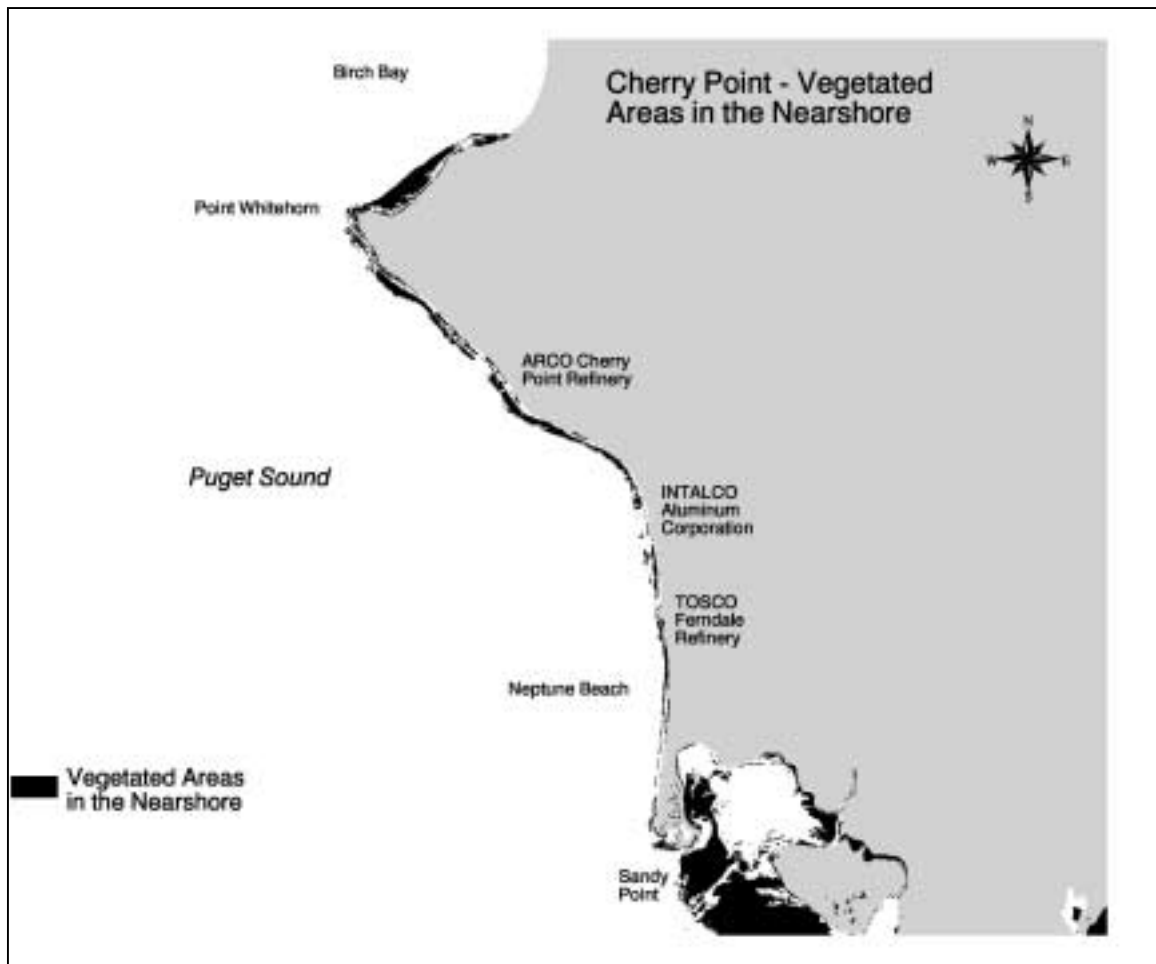 Birch Bay
Cherry Point - Vegetated
Areas in the Nearshore
N
W
E
S
Point Whitehorn
ARCO Cherry
Point Refinery
Puget Sound
INTALCO
Aluminum
Corporation
TOSCO
Ferndale
Refinery
Neptune Beach
Vegetated Areas
in the Nearshore
Sandy
Point